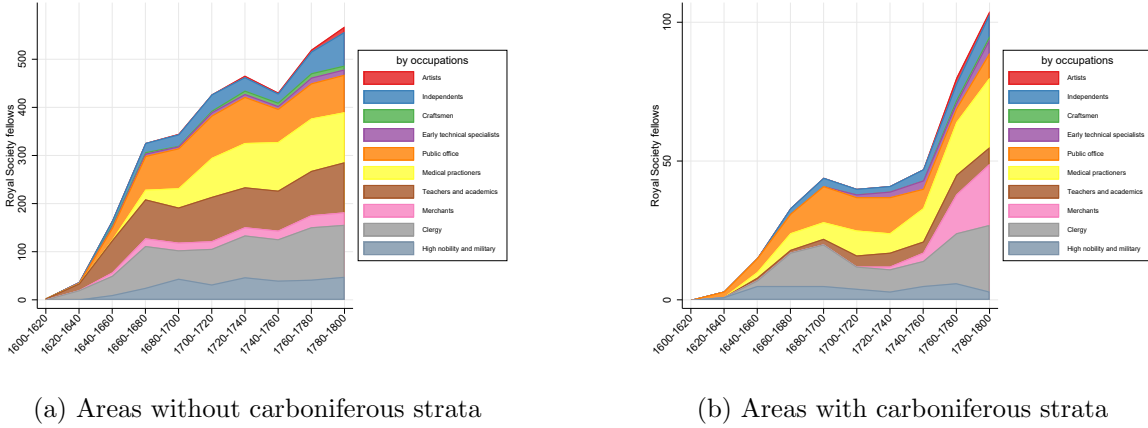 Royal Society fellows
0
100
200
300
400
500
1600-1620
1620-1640
1640-1660
1660-1680
1680-1700
1700-1720
1720-1740
1740-1760
1760-1780
1780-1800
by occupations
Artists
Independents
Craftsmen
Early technical specialists
Public office
Medical practioners
Teachers and academics
Merchants
Clergy
High nobility and military
(a) Areas without carboniferous strata
Royal Society fellows
0
50
100
1600-1620
1620-1640
1640-1660
1660-1680
1680-1700
1700-1720
1720-1740
1740-1760
1760-1780
1780-1800
by occupations
Artists
Independents
Craftsmen
Early technical specialists
Public office
Medical practioners
Teachers and academics
Merchants
Clergy
High nobility and military
(b) Areas with carboniferous strata